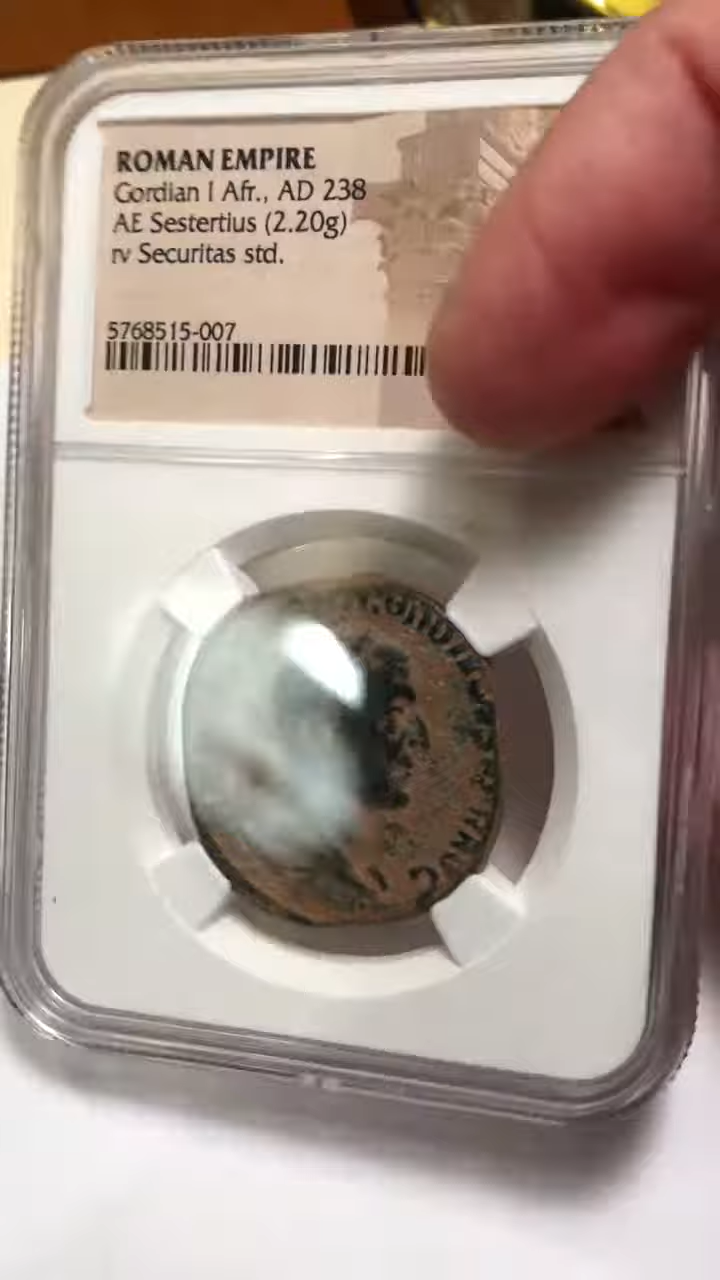 ROMAN EMPIRE
Gordian I Afr., AD 238
AE Sestertius (2.20g)
rv Securitas std.
5768515-007